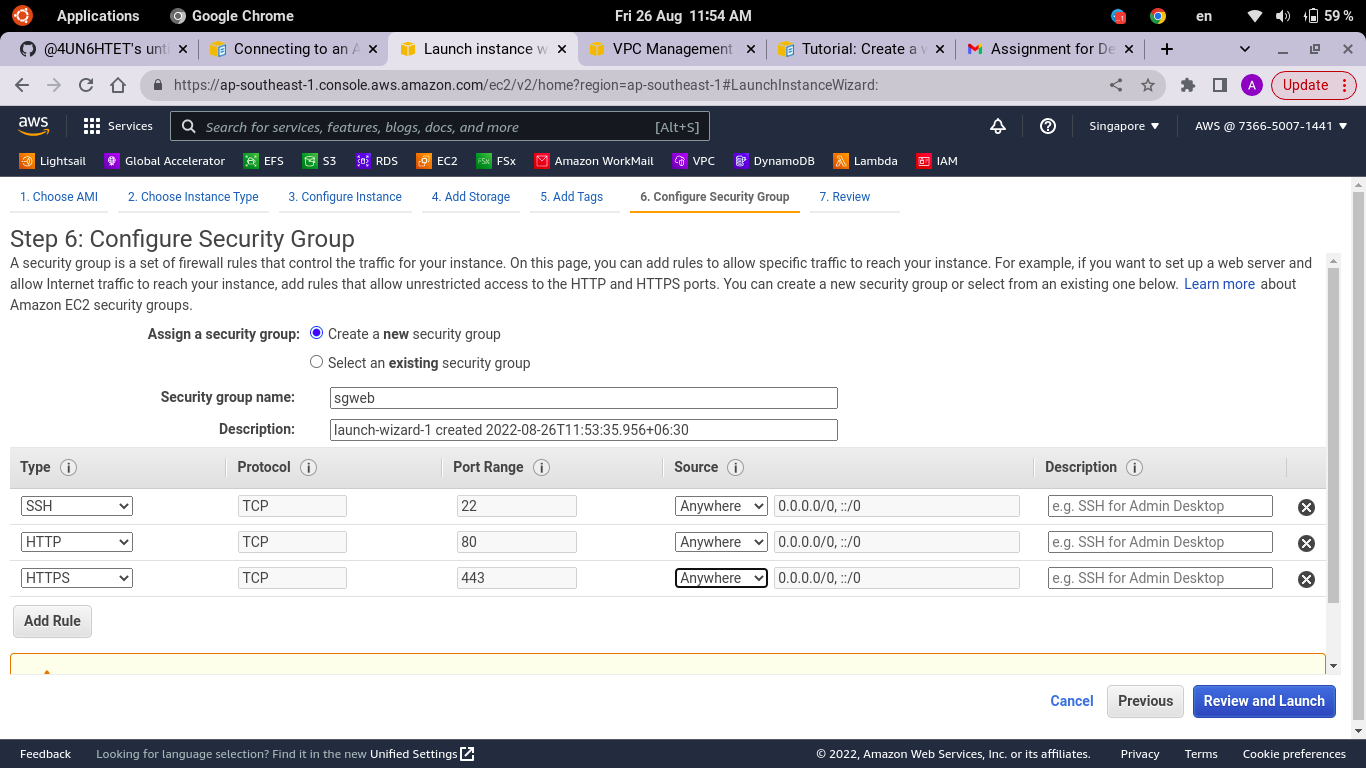 Applications Google Chrome Fri 26 Aug 11:54 AM en 59 %
@4UN6HTET's unti Connecting to an A Launch instance w VPC Management Tutorial: Create a w Assignment for De
https://ap-southeast-1.console.aws.amazon.com/ec2/v2/home?region=ap-southeast-1#LaunchInstanceWizard: A Update
aws Services Search for services, features, blogs, docs, and more [Alt+S] Singapore AWS @ 7366-5007-1441
Lightsail Global Accelerator EFS S3 RDS EC2 FSx Amazon WorkMail VPC DynamoDB Lambda IAM
1. Choose AMI 2. Choose Instance Type 3. Configure Instance 4. Add Storage 5. Add Tags 6. Configure Security Group 7. Review
Step 6: Configure Security Group
A security group is a set of firewall rules that control the traffic for your instance. On this page, you can add rules to allow specific traffic to reach your instance. For example, if you want to set up a web server and
allow Internet traffic to reach your instance, add rules that allow unrestricted access to the HTTP and HTTPS ports. You can create a new security group or select from an existing one below. Learn more about
Amazon EC2 security groups.
Assign a security group: Create a new security group
Select an existing security group
Security group name: sgweb
Description: launch-wizard-1 created 2022-08-26T11:53:35.956+06:30
Type Protocol Port Range Source Description
SSH TCP 22 Anywhere 0.0.0.0/0, ::/0 e.g. SSH for Admin Desktop
HTTP TCP 80 Anywhere 0.0.0.0/0, ::/0 e.g. SSH for Admin Desktop
HTTPS TCP 443 Anywhere 0.0.0.0/0, ::/0 e.g. SSH for Admin Desktop
Add Rule
Cancel Previous Review and Launch
Feedback Looking for language selection? Find it in the new Unified Settings © 2022, Amazon Web Services, Inc. or its affiliates. Privacy Terms Cookie preferences